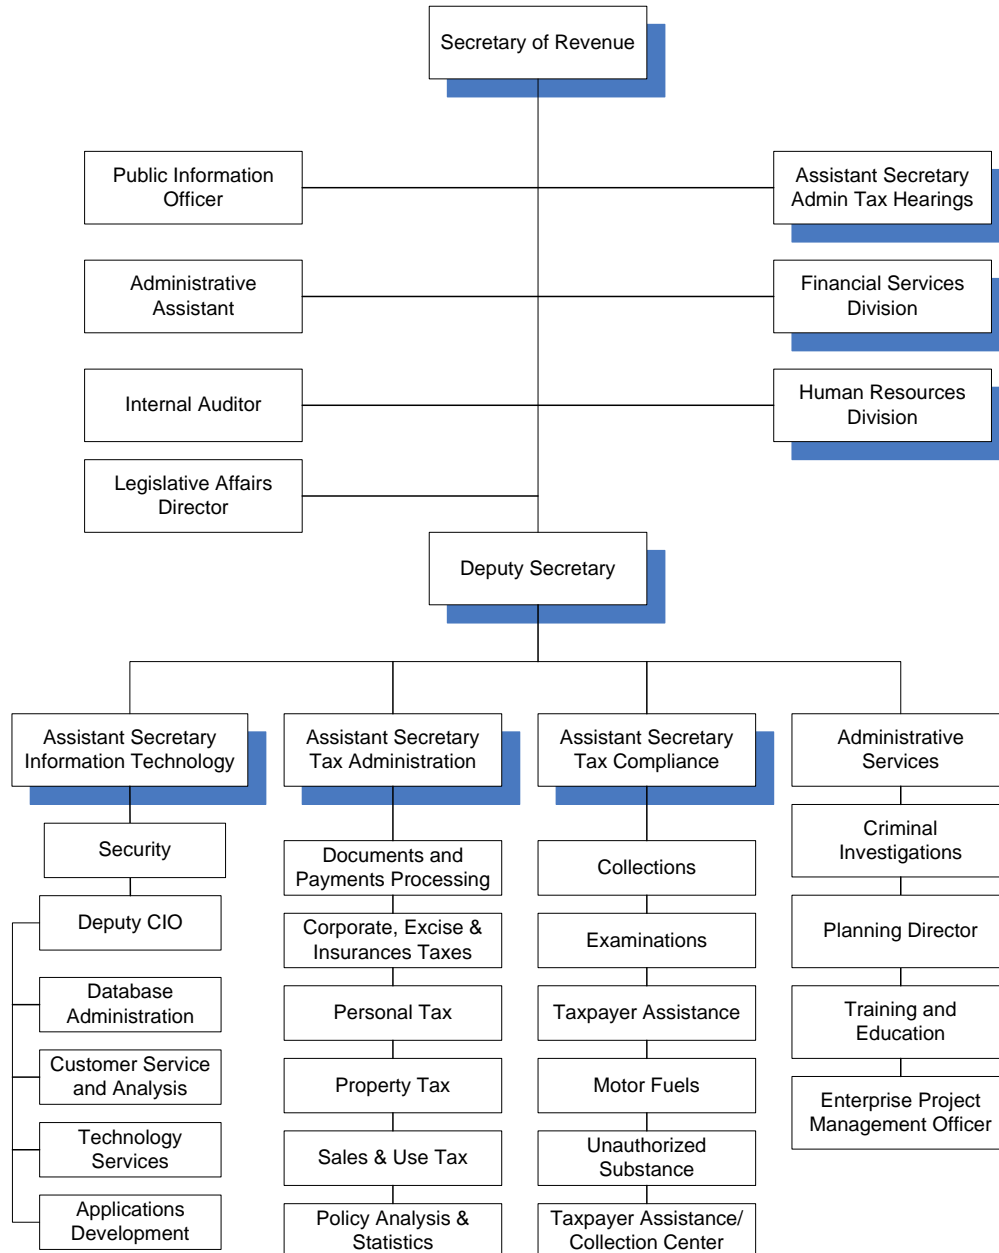 Secretary of Revenue
Public Information
Officer
Assistant Secretary
Admin Tax Hearings
Administrative
Assistant
Financial Services
Division
Internal Auditor
Human Resources
Division
Legislative Affairs
Director
Deputy Secretary
Assistant Secretary
Information Technology
Assistant Secretary
Tax Administration
Assistant Secretary
Tax Compliance
Administrative
Services
Security
Deputy CIO
Database
Administration
Customer Service
and Analysis
Technology
Services
Applications
Development
Documents and
Payments Processing
Corporate, Excise &
Insurances Taxes
Personal Tax
Property Tax
Sales & Use Tax
Policy Analysis &
Statistics
Collections
Examinations
Taxpayer Assistance
Motor Fuels
Unauthorized
Substance
Taxpayer Assistance/
Collection Center
Criminal
Investigations
Planning Director
Training and
Education
Enterprise Project
Management Officer